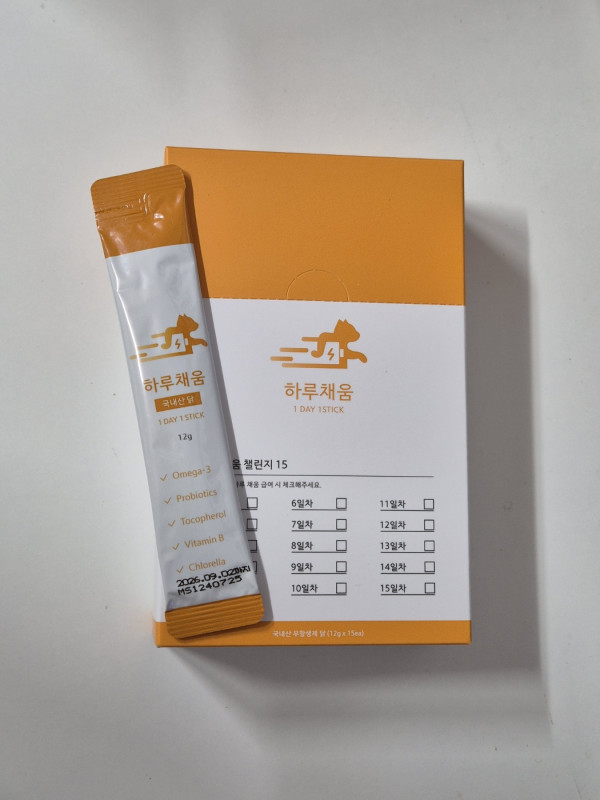 하루채움
국내산 닭
1 DAY 1 STICK
12g
✓ Omega-3
✓ Probiotics
✓ Tocopherol
✓ Vitamin B
✓ Chlorella
2026.09.02까지
MS1240725
하루채움
1 DAY 1STICK
움 챌린지 15
하루 채움 급여 시 체크해주세요.
6일차
11일차
7일차
12일차
8일차
13일차
9일차
14일차
10일차
15일차
국내산 무항생제 닭 (12g x 15ea)